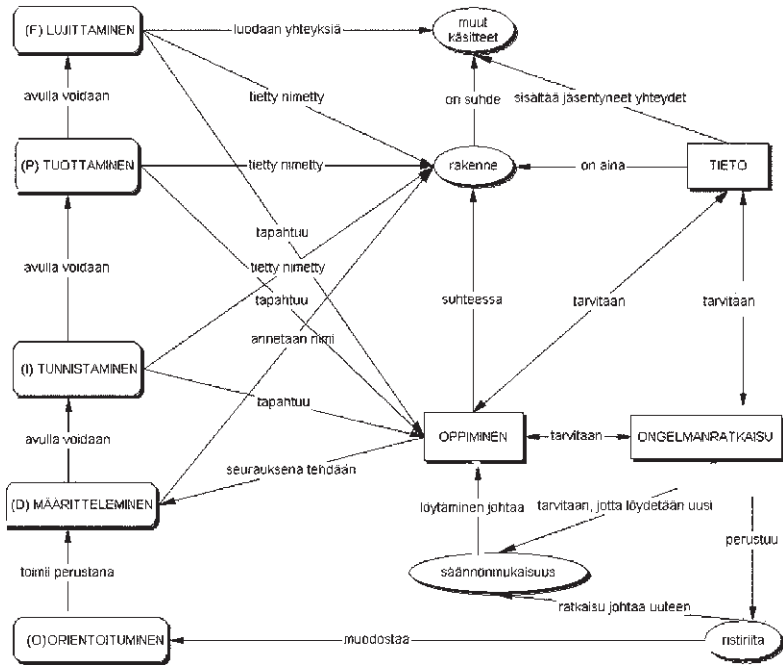 (F) LUJITTAMINEN
luodaan yhteyksiä
muut
käsitteet
avulla voidaan
tietty nimetty
on suhde
sisältää jäsentyneet yhteydet
(P) TUOTTAMINEN
tietty nimetty
rakenne
on aina
TIETO
tapahtuu
avulla voidaan
tietty nimetty
tapahtuu
suhteessa
tarvitaan
tarvitaan
annetaan nimi
(I) TUNNISTAMINEN
tapahtuu
avulla voidaan
OPPIMINEN
tarvitaan
ONGELMANRATKAISU
seurauksena tehdään
(D) MÄÄRITTELEMINEN
löytäminen johtaa
tarvitaan, jotta löydetään uusi
perustuu
toimii perustana
säännönmukaisuus
ratkaisu johtaa uuteen
(O)ORIENTOITUMINEN
muodostaa
ristiriita